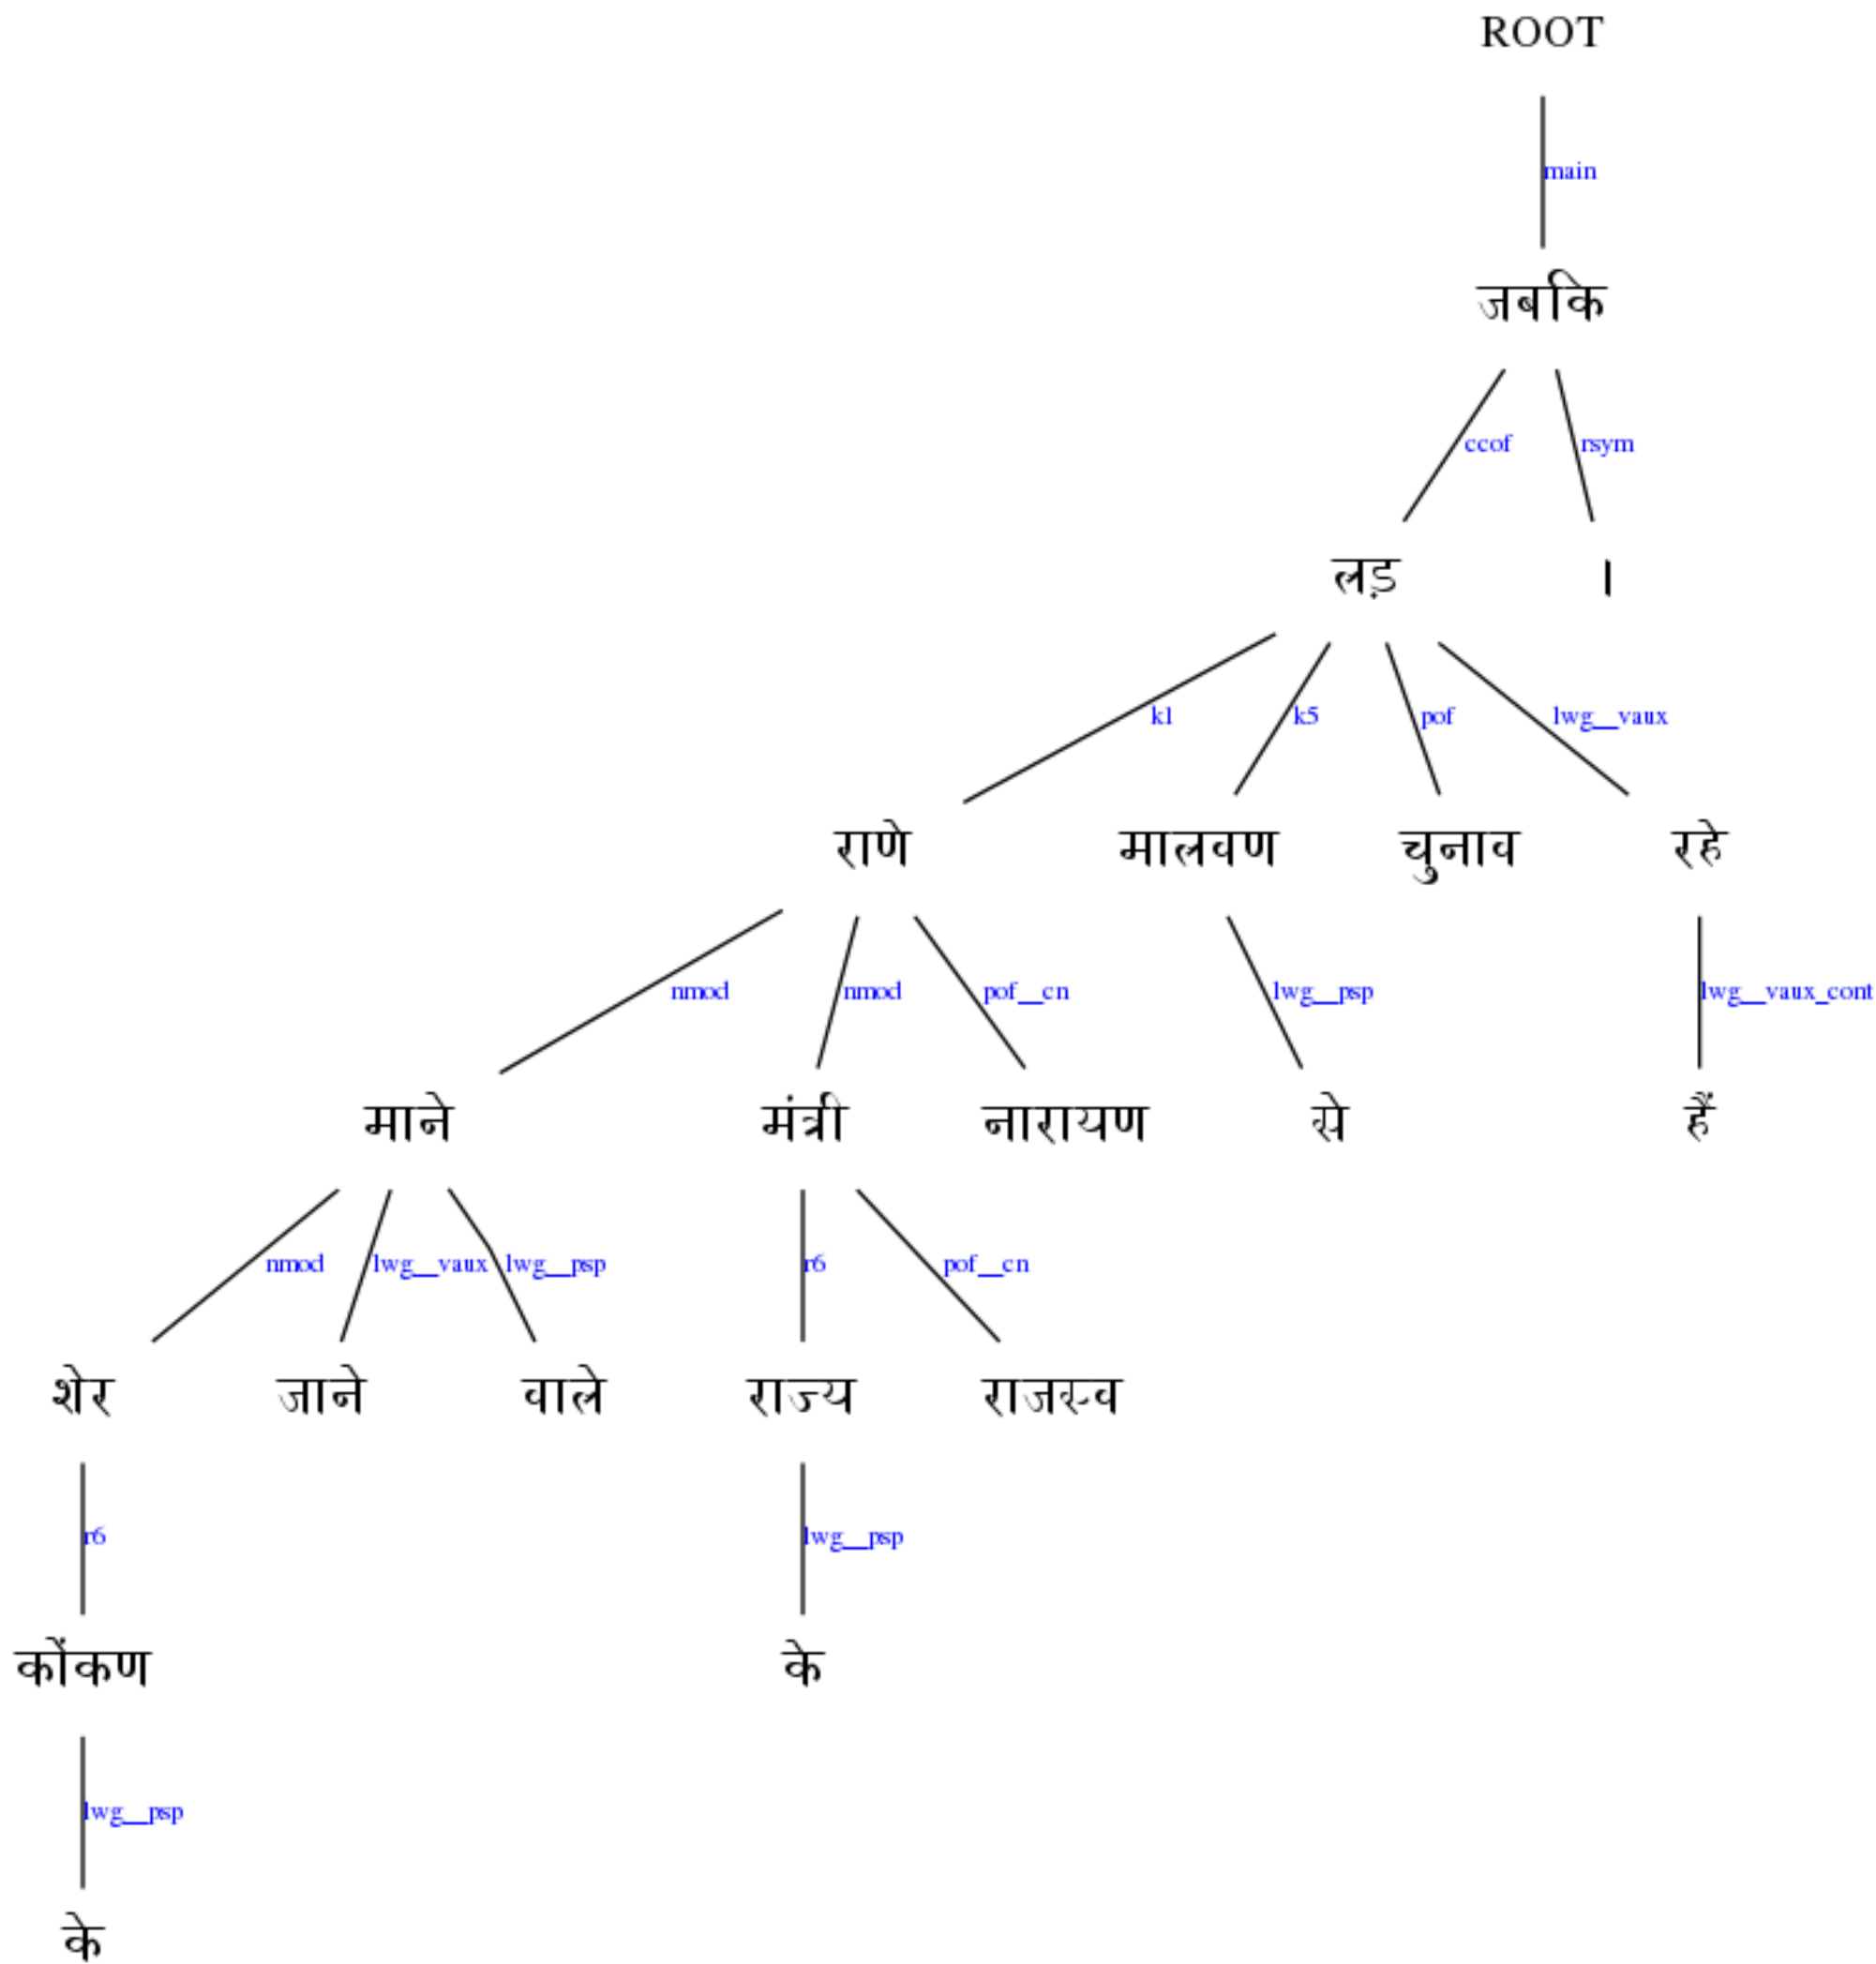 ROOT
main
जबकि
ccof rsym
लड़ ।
k1 k5 pof lwg__vaux
राणे मालवण चुनाव रहे
nmod nmod pof__cn lwg__psp lwg__vaux_cont
माने मंत्री नारायण से हैं
nmod lwg__vaux lwg__psp r6 pof__cn
शेर जाने वाले राज्य राजस्व
r6 lwg__psp
कोंकण के
lwg__psp
के